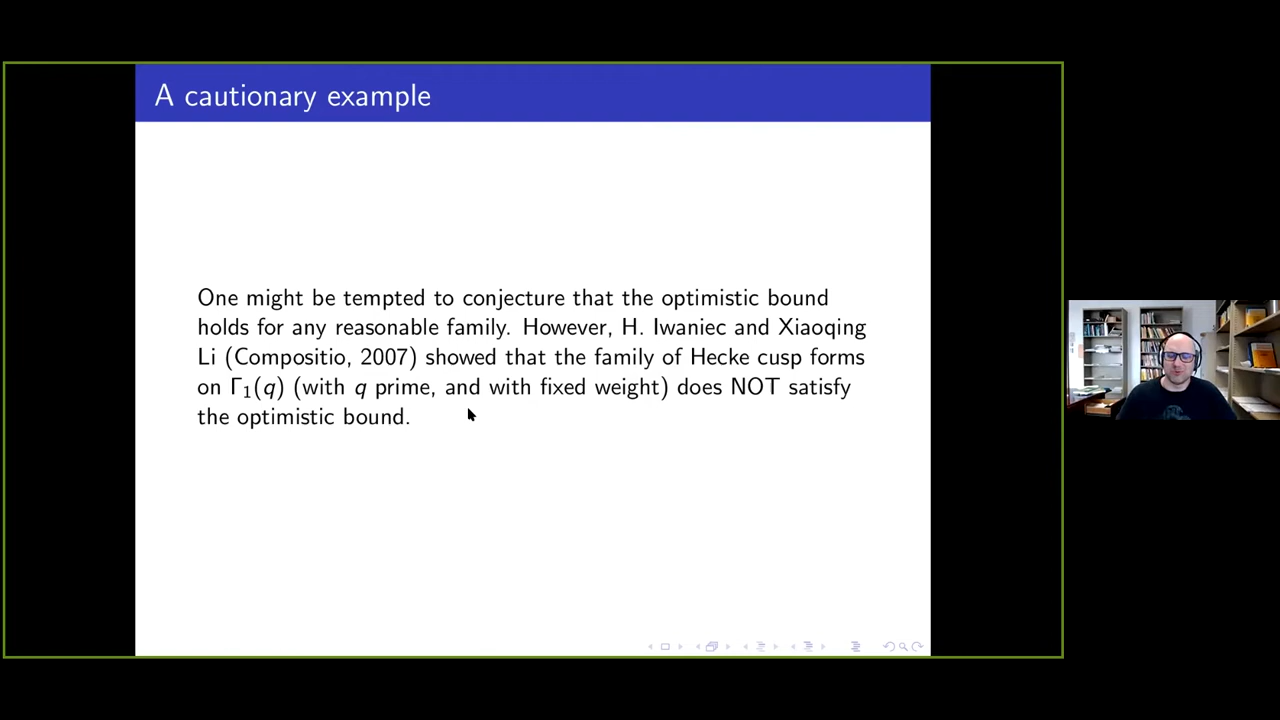 A cautionary example
One might be tempted to conjecture that the optimistic bound
holds for any reasonable family. However, H. Iwaniec and Xiaoqing
Li (Compositio, 2007) showed that the family of Hecke cusp forms
on Γ₁(q) (with q prime, and with fixed weight) does NOT satisfy
the optimistic bound.